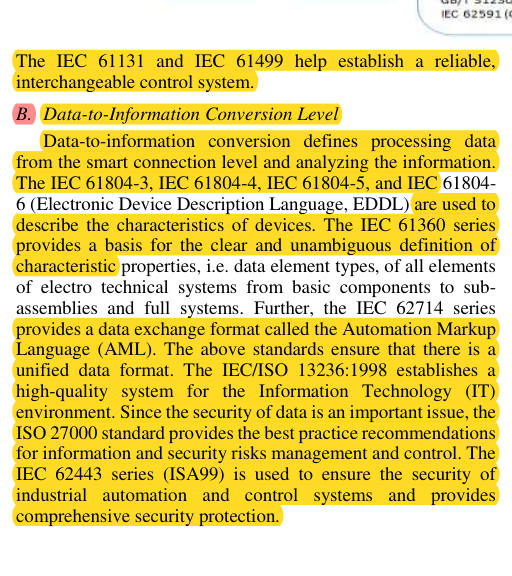 IEC 62591 (
The IEC 61131 and IEC 61499 help establish a reliable,
interchangeable control system.
B. Data-to-Information Conversion Level
Data-to-information conversion defines processing data
from the smart connection level and analyzing the information.
The IEC 61804-3, IEC 61804-4, IEC 61804-5, and IEC 61804-
6 (Electronic Device Description Language, EDDL) are used to
describe the characteristics of devices. The IEC 61360 series
provides a basis for the clear and unambiguous definition of
characteristic properties, i.e. data element types, of all elements
of electro technical systems from basic components to sub-
assemblies and full systems. Further, the IEC 62714 series
provides a data exchange format called the Automation Markup
Language (AML). The above standards ensure that there is a
unified data format. The IEC/ISO 13236:1998 establishes a
high-quality system for the Information Technology (IT)
environment. Since the security of data is an important issue, the
ISO 27000 standard provides the best practice recommendations
for information and security risks management and control. The
IEC 62443 series (ISA99) is used to ensure the security of
industrial automation and control systems and provides
comprehensive security protection.